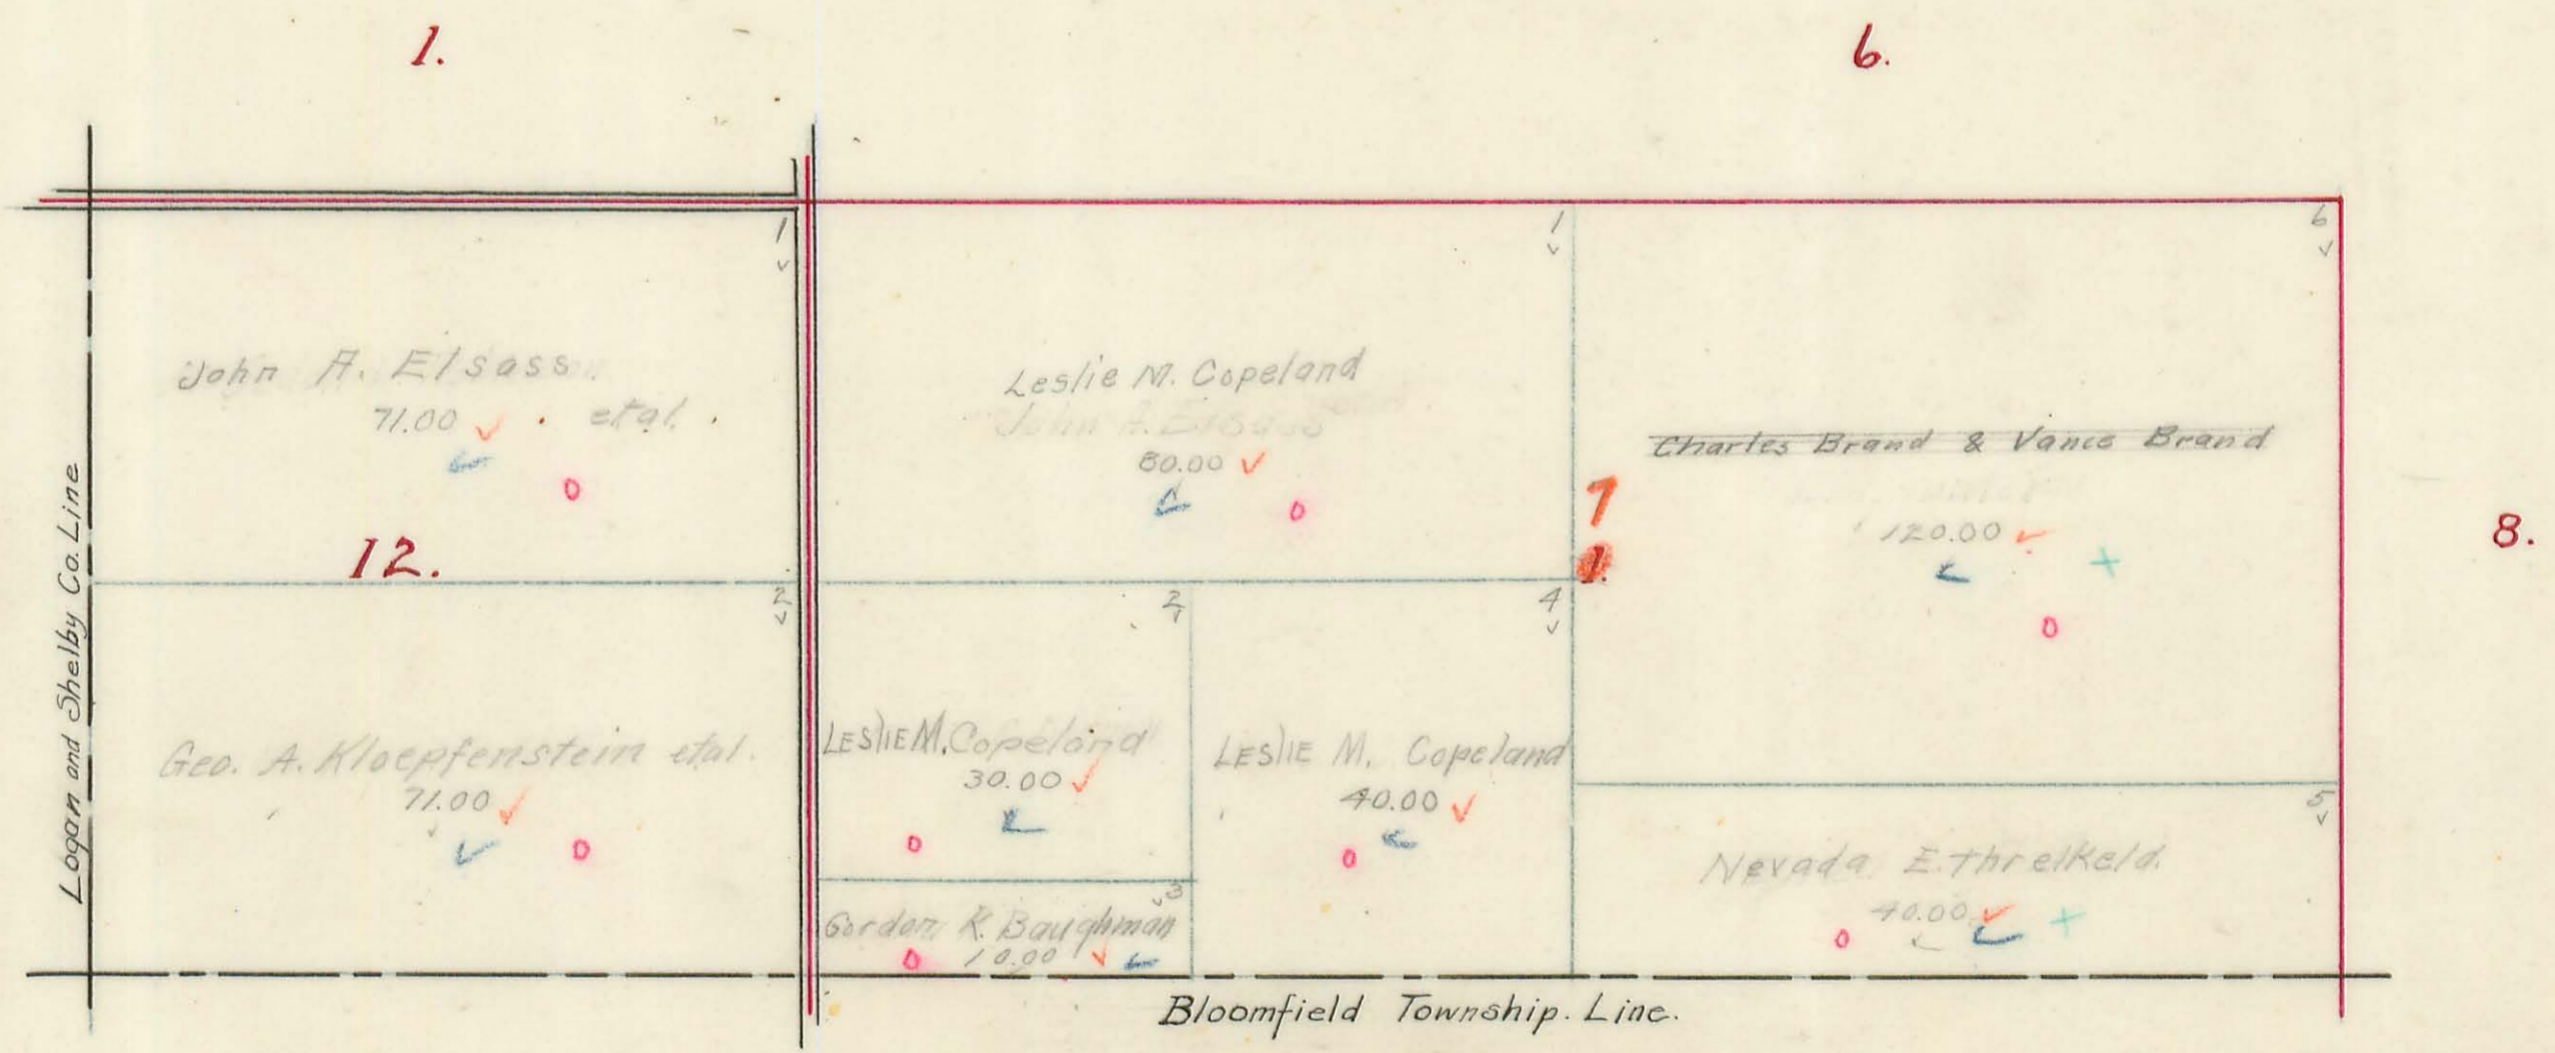 1.
6.
1
1
6
John A. Elsass
71.00
etal.
Leslie M. Copeland
John A. Elsass
80.00
Charles Brand & Vance Brand
120.00
7
8.
12.
1.
2
2
4
Logan and Shelby Co. Line
Geo. A. Kloepfenstein etal.
71.00
LESlIE M. Copeland
30.00
LESlIE M. Copeland
40.00
5
3
Nevada E. Threlkeld.
40.00
Gordon K. Baughman
10.00
Bloomfield Township. Line.